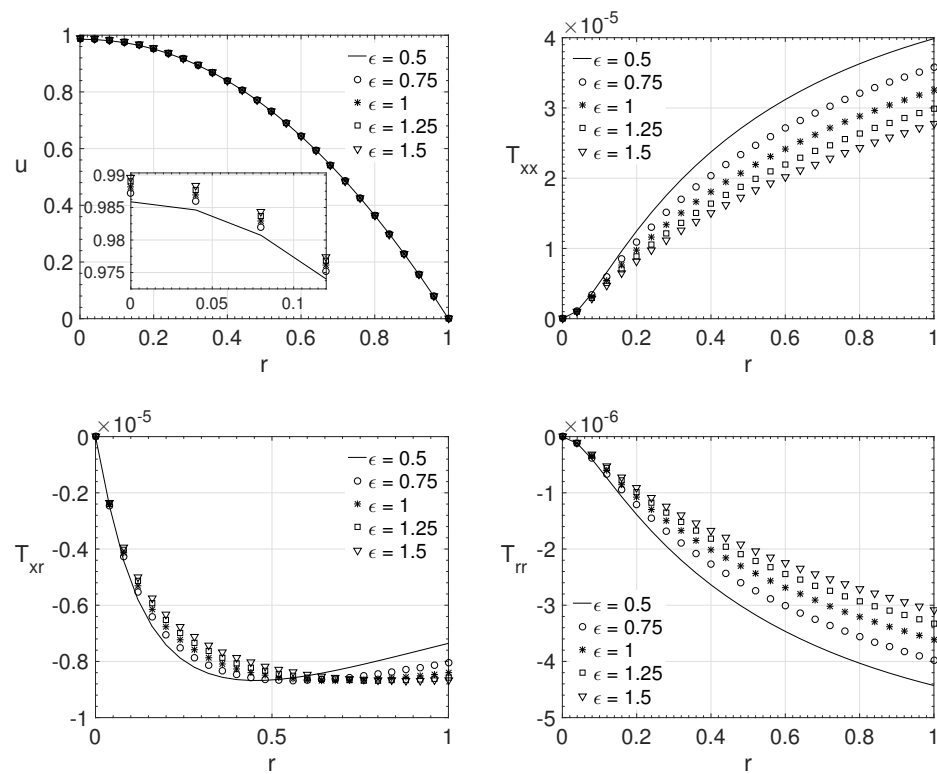 1
0.8
0.6
0.4
0.2
0
u
0 0.2 0.4 0.6 0.8 1
r
ϵ = 0.5
ϵ = 0.75
ϵ = 1
ϵ = 1.25
ϵ = 1.5
0.99
0.985
0.98
0.975
0 0.05 0.1
×10⁻⁵
4
3
2
1
0
Txx
0 0.2 0.4 0.6 0.8 1
r
ϵ = 0.5
ϵ = 0.75
ϵ = 1
ϵ = 1.25
ϵ = 1.5
×10⁻⁵
0
-0.2
-0.4
-0.6
-0.8
-1
Txr
0 0.5 1
r
ϵ = 0.5
ϵ = 0.75
ϵ = 1
ϵ = 1.25
ϵ = 1.5
×10⁻⁶
0
-1
-2
-3
-4
-5
Trr
0 0.2 0.4 0.6 0.8 1
r
ϵ = 0.5
ϵ = 0.75
ϵ = 1
ϵ = 1.25
ϵ = 1.5